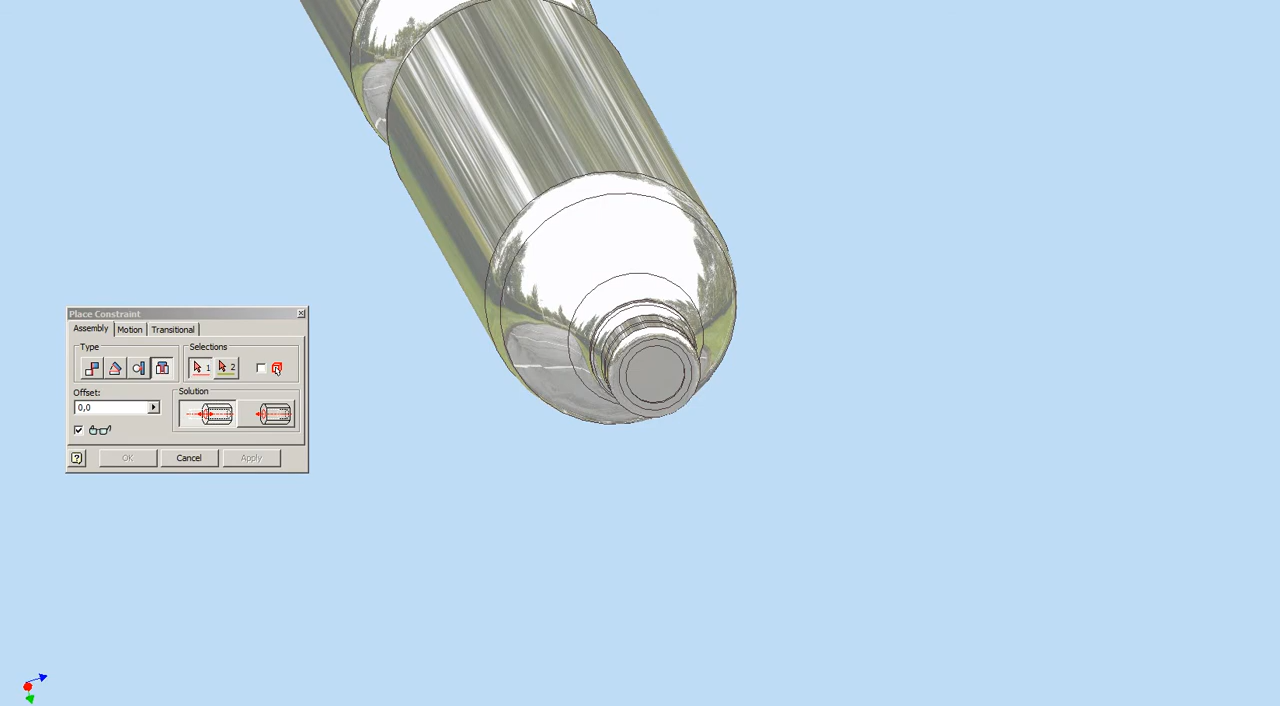 Place Constraint
Assembly Motion Transitional
Type Selections
1 2
Offset: Solution
0,0
OK Cancel Apply